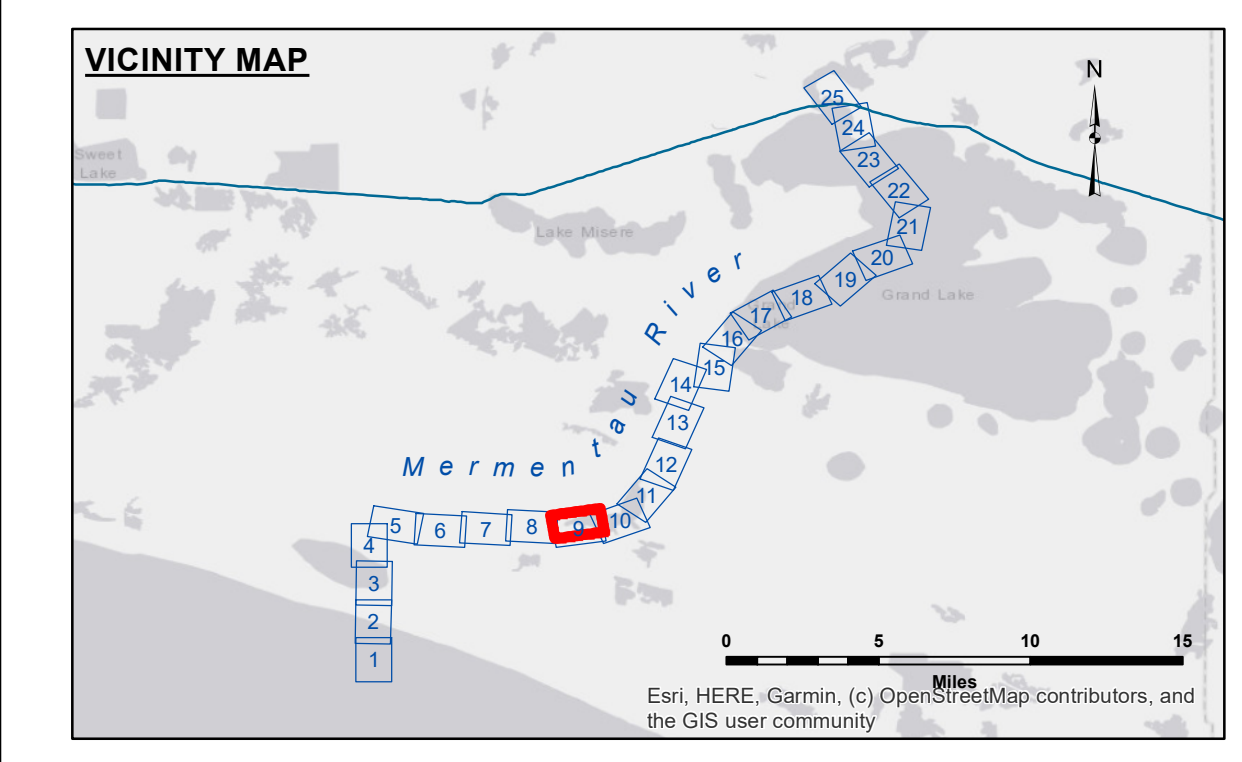 VICINITY MAP
N
25
24
23
22
21
20
19
18
17
16
15
14
13
12
11
10
9
8
7
6
5
4
3
2
1
Sweet
Lake
Lake Misere
Grand Lake
Grand
Lake
Mermentau River
0 5 10 15
Miles
Esri, HERE, Garmin, (c) OpenStreetMap contributors, and
the GIS user community